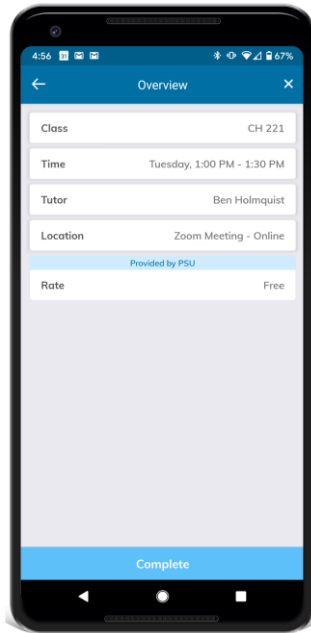 4:56 31 67%
Overview
Class CH 221
Time Tuesday, 1:00 PM - 1:30 PM
Tutor Ben Holmquist
Location Zoom Meeting - Online
Provided by PSU
Rate Free
Complete